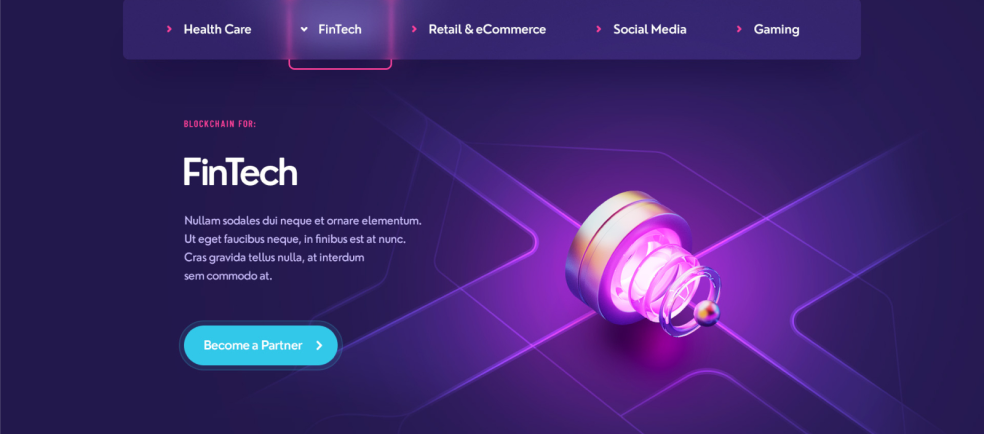 Health Care
FinTech
Retail & eCommerce
Social Media
Gaming
BLOCKCHAIN FOR:
FinTech
Nullam sodales dui neque et ornare elementum.
Ut eget faucibus neque, in finibus est at nunc.
Cras gravida tellus nulla, at interdum
sem commodo at.
Become a Partner